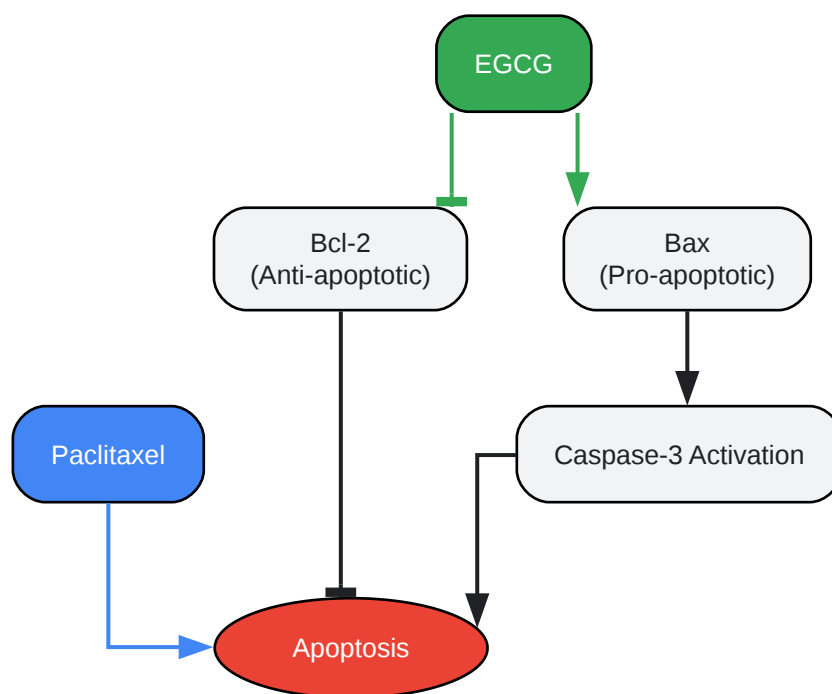 EGCG
Bcl-2
(Anti-apoptotic)
Bax
(Pro-apoptotic)
Paclitaxel
Caspase-3 Activation
Apoptosis